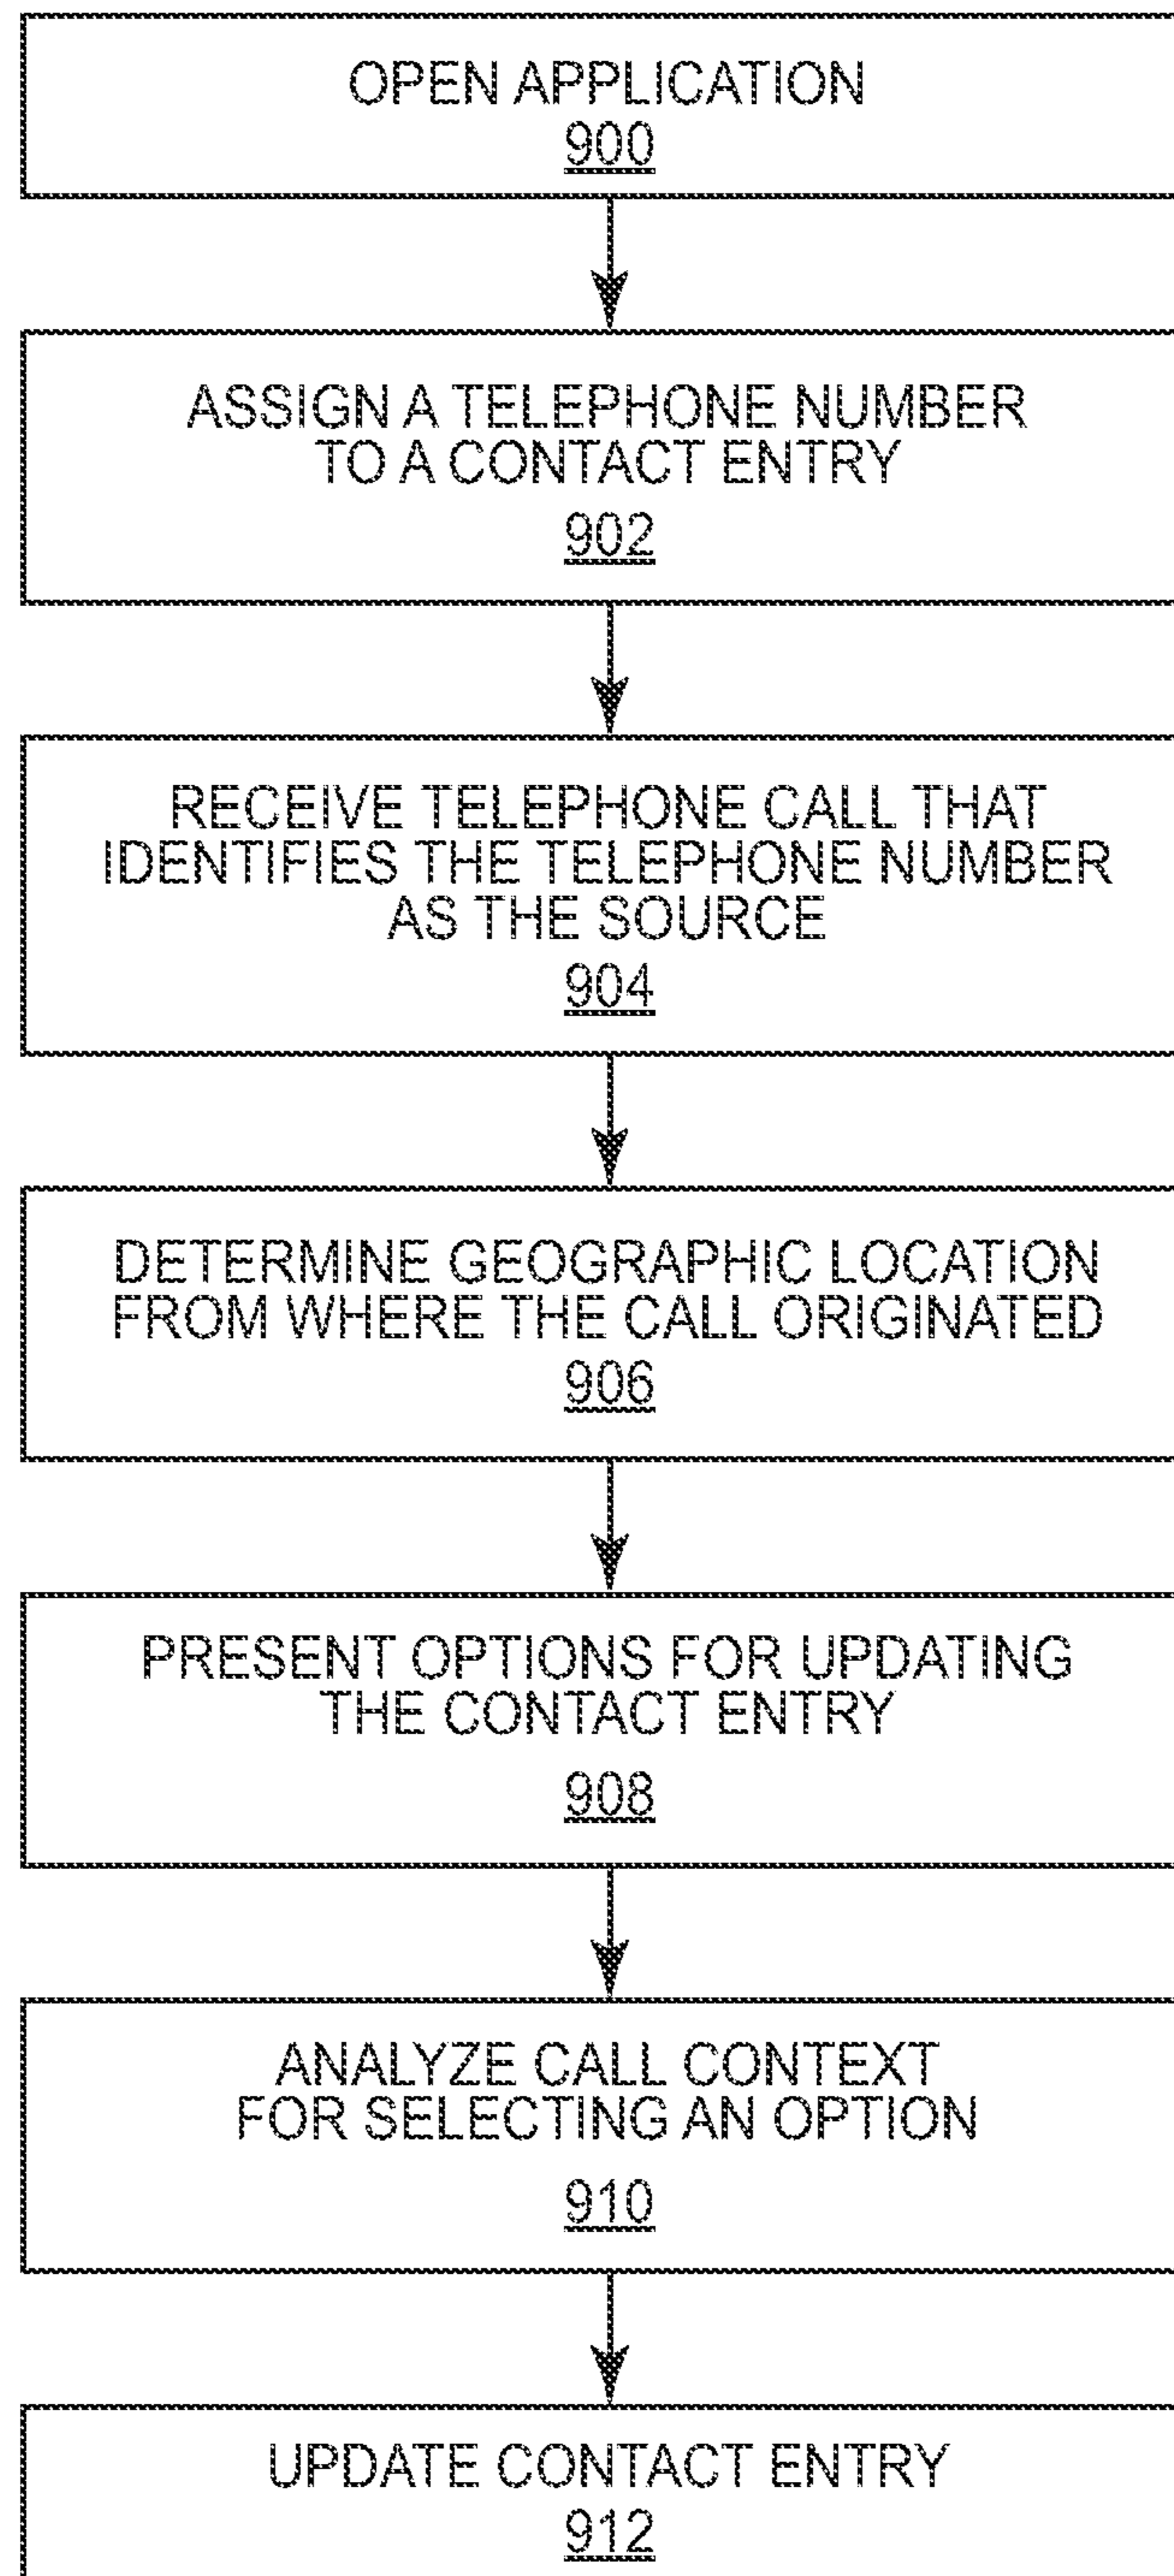 OPEN APPLICATION
900
ASSIGN A TELEPHONE NUMBER
TO A CONTACT ENTRY
902
RECEIVE TELEPHONE CALL THAT
IDENTIFIES THE TELEPHONE NUMBER
AS THE SOURCE
904
DETERMINE GEOGRAPHIC LOCATION
FROM WHERE THE CALL ORIGINATED
906
PRESENT OPTIONS FOR UPDATING
THE CONTACT ENTRY
908
ANALYZE CALL CONTEXT
FOR SELECTING AN OPTION
910
UPDATE CONTACT ENTRY
912